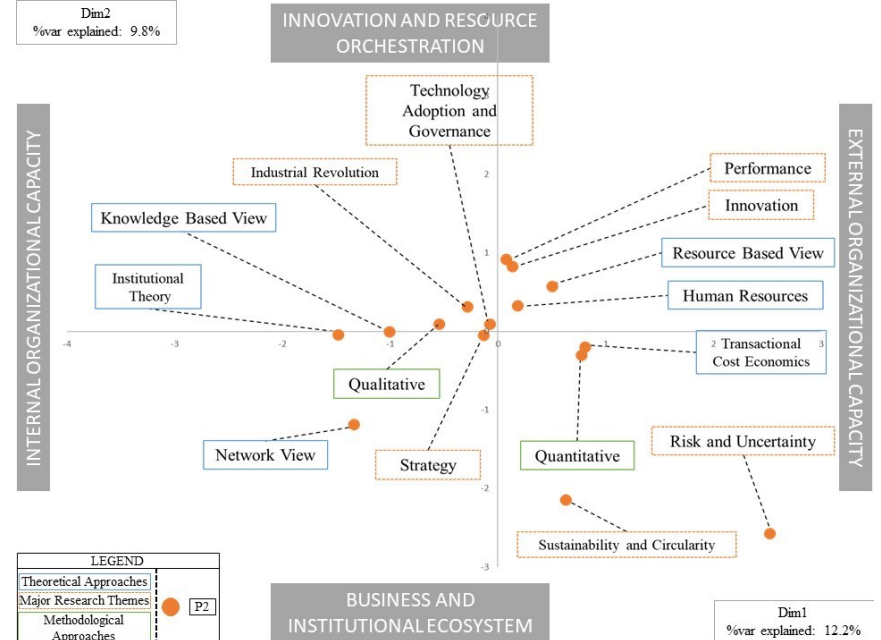 Dim2
%var explained: 9.8%
INNOVATION AND RESOURCE
ORCHESTRATION
Technology
Adoption and
Governance
3
Industrial Revolution
2
Performance
Innovation
Knowledge Based View
1
Resource Based View
Institutional
Theory
Human Resources
-4
-3
-2
-1
0
0
1
2
3
Transactional
Cost Economics
Qualitative
-1
Network View
Strategy
Quantitative
Risk and Uncertainty
-2
Sustainability and Circularity
-3
INTERNAL ORGANIZATIONAL CAPACITY
EXTERNAL ORGANIZATIONAL CAPACITY
LEGEND
Theoretical Approaches
Major Research Themes
Methodological
Approaches
P2
BUSINESS AND
INSTITUTIONAL ECOSYSTEM
Dim1
%var explained: 12.2%